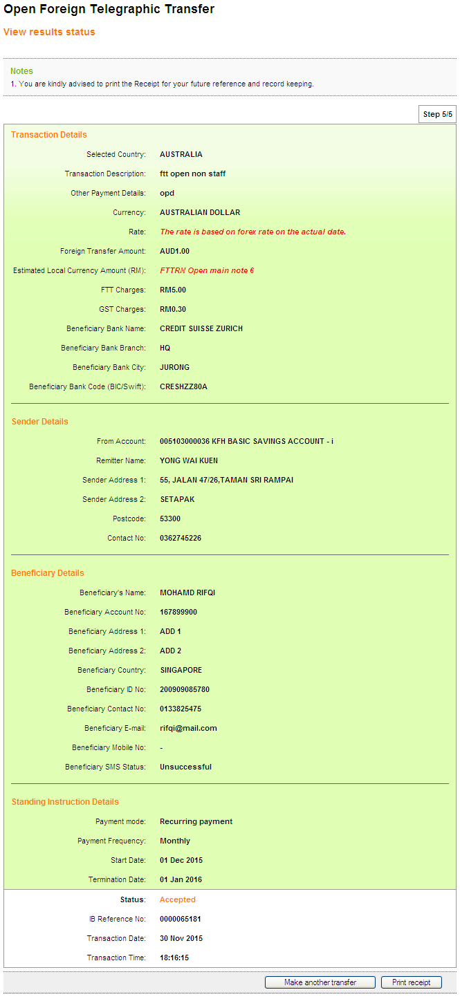 Open Foreign Telegraphic Transfer
View results status
Notes
1. You are kindly advised to print the Receipt for your future reference and record keeping.
Step 5/5
Transaction Details
Selected Country: AUSTRALIA
Transaction Description: ftt open non staff
Other Payment Details: opd
Currency: AUSTRALIAN DOLLAR
Rate: The rate is based on forex rate on the actual date.
Foreign Transfer Amount: AUD1.00
Estimated Local Currency Amount (RM): FTTRN Open main note 6
FTT Charges: RM5.00
GST Charges: RM0.30
Beneficiary Bank Name: CREDIT SUISSE ZURICH
Beneficiary Bank Branch: HQ
Beneficiary Bank City: JURONG
Beneficiary Bank Code (BIC/Swift): CRESHZZ80A
Sender Details
From Account: 005103000036 KFH BASIC SAVINGS ACCOUNT - i
Remitter Name: YONG WAI KUEN
Sender Address 1: 55, JALAN 47/26,TAMAN SRI RAMPAI
Sender Address 2: SETAPAK
Postcode: 53300
Contact No: 0362745226
Beneficiary Details
Beneficiary's Name: MOHAMD RIFQI
Beneficiary Account No: 167899900
Beneficiary Address 1: ADD 1
Beneficiary Address 2: ADD 2
Beneficiary Country: SINGAPORE
Beneficiary ID No: 200909085780
Beneficiary Contact No: 0133825475
Beneficiary E-mail: rifqi@mail.com
Beneficiary Mobile No: -
Beneficiary SMS Status: Unsuccessful
Standing Instruction Details
Payment mode: Recurring payment
Payment Frequency: Monthly
Start Date: 01 Dec 2015
Termination Date: 01 Jan 2016
Status: Accepted
IB Reference No: 0000065181
Transaction Date: 30 Nov 2015
Transaction Time: 18:16:15
Make another transfer Print receipt